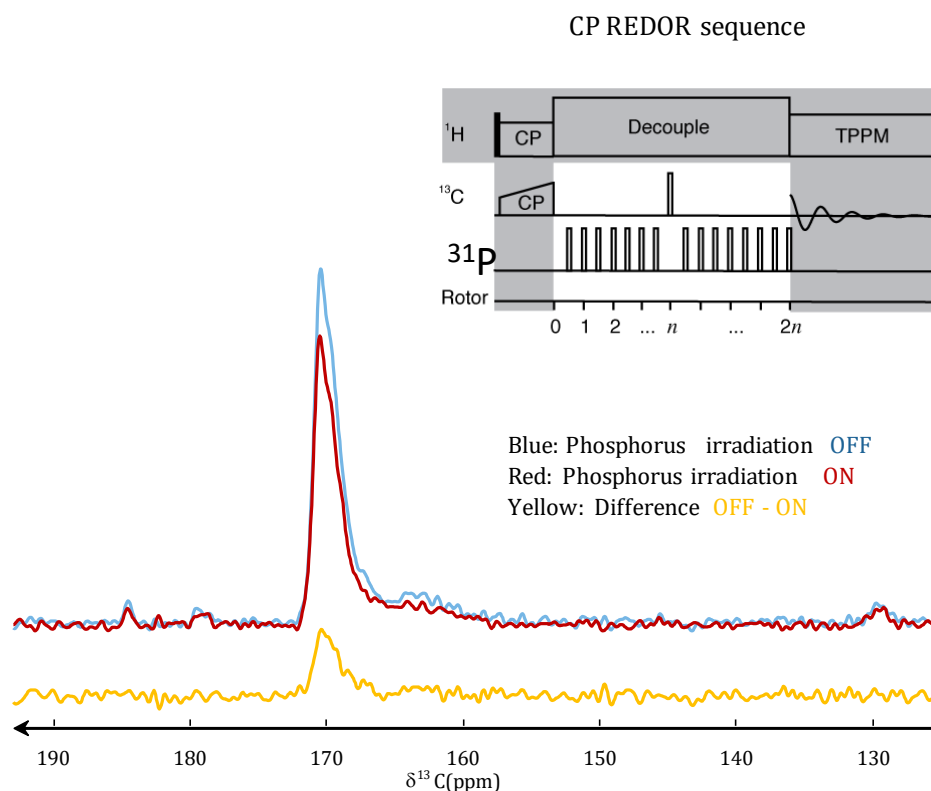 CP REDOR sequence
¹H
CP
Decouple
TPPM
¹³C
CP
³¹P
Rotor
0 1 2 ... n ... 2n
Blue: Phosphorus irradiation OFF
Red: Phosphorus irradiation ON
Yellow: Difference OFF - ON
190 180 170 160 150 140 130
δ¹³C(ppm)